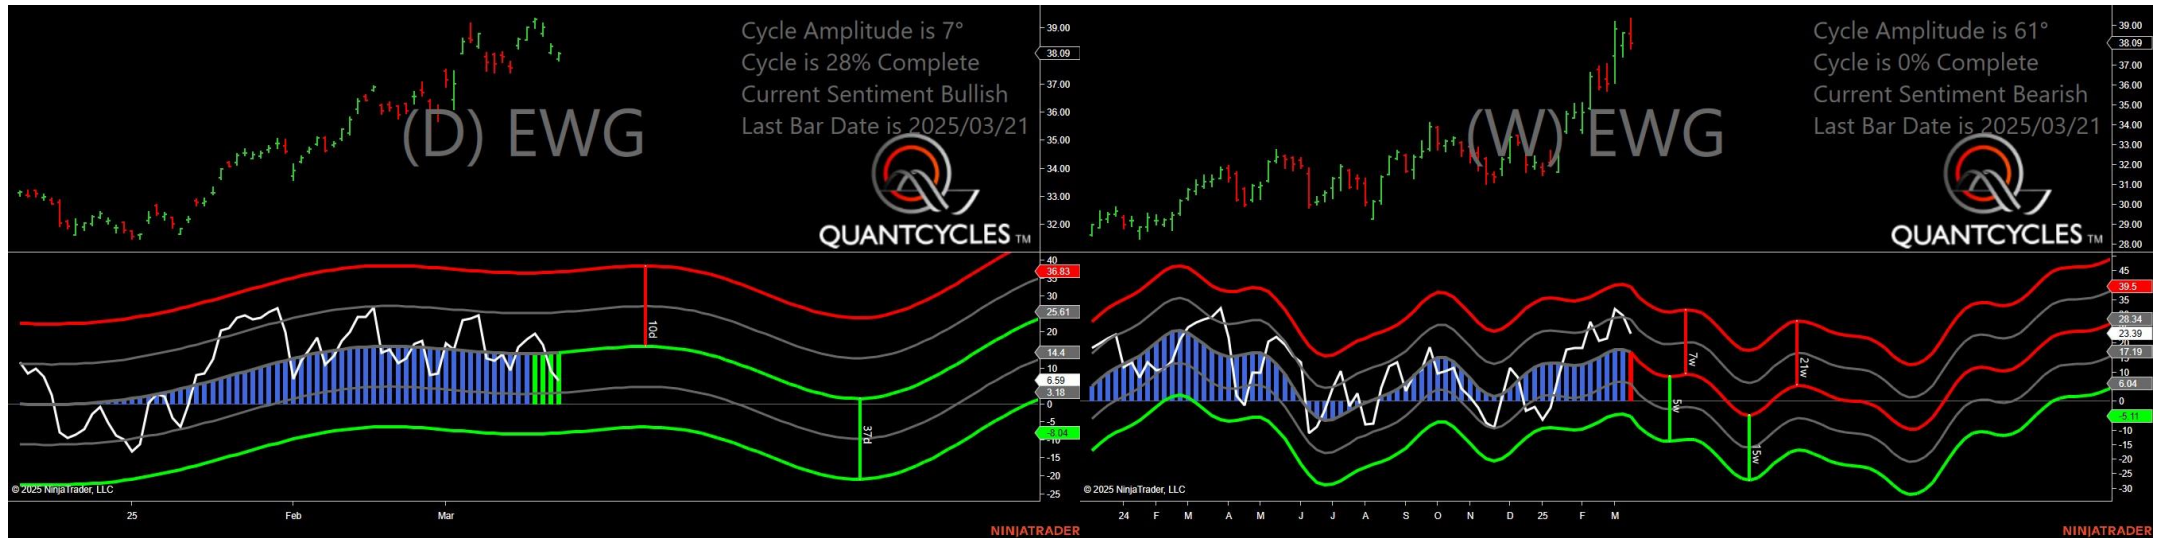 Cycle Amplitude is 7°
Cycle is 28% Complete
Current Sentiment Bullish
Last Bar Date is 2025/03/21
(D) EWG
QUANTCYCLES TM
39.00
38.09
37.00
36.00
35.00
34.00
33.00
32.00
40
36.83
35
30
25.61
20
14.4
10
6.59
3.18
0
-5
-8.04
-10
-15
-20
-25
10d
37d
© 2025 NinjaTrader, LLC
25
Feb
Mar
NINJATRADER
Cycle Amplitude is 61°
Cycle is 0% Complete
Current Sentiment Bearish
Last Bar Date is 2025/03/21
(W) EWG
QUANTCYCLES TM
39.00
38.09
37.00
36.00
35.00
34.00
33.00
32.00
31.00
30.00
29.00
28.00
45
39.5
35
28.34
23.39
20
17.19
15
6.04
0
-5.11
-10
-15
-20
-25
-30
7w
5w
15w
21w
© 2025 NinjaTrader, LLC
24
F
M
A
M
J
J
A
S
O
N
D
25
F
M
NINJATRADER